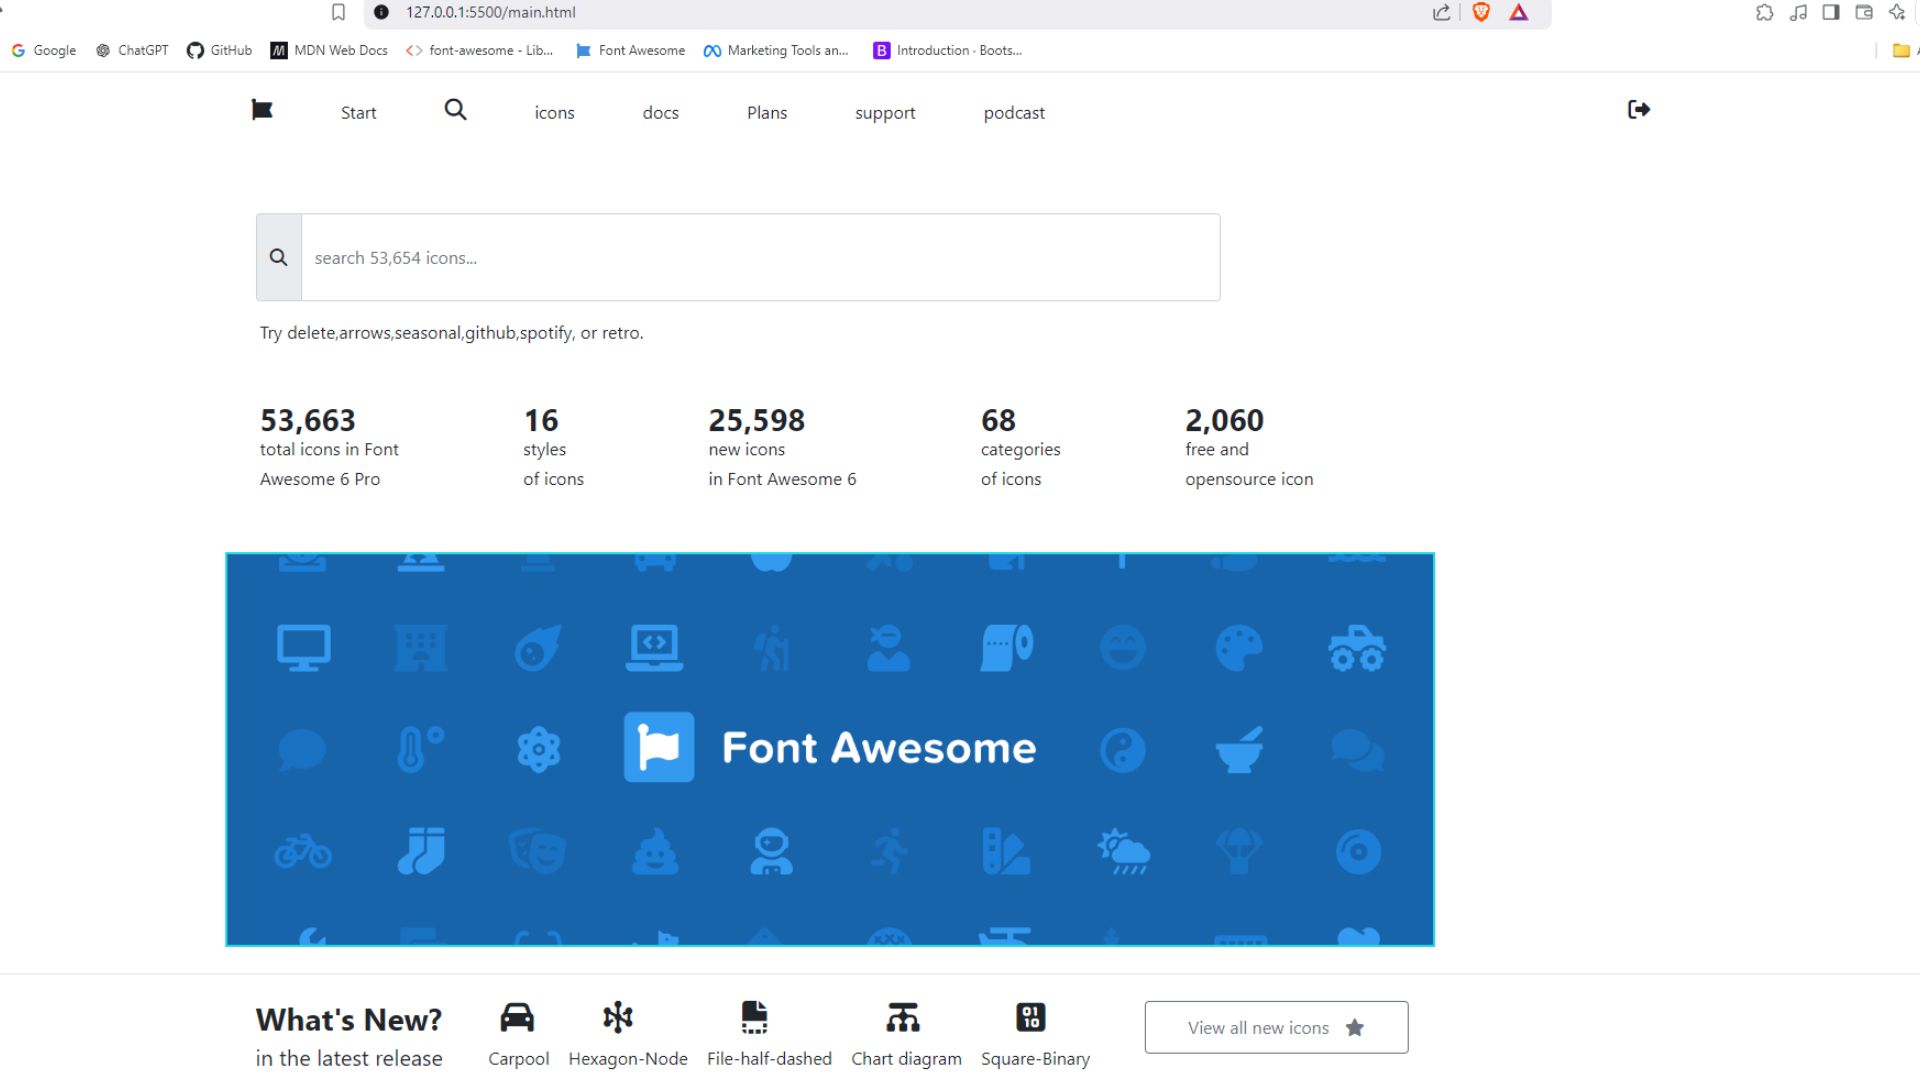 127.0.0.1:5500/main.html
Google ChatGPT GitHub MDN Web Docs font-awesome - Lib... Font Awesome Marketing Tools an... Introduction · Boots...
Start icons docs Plans support podcast
search 53,654 icons...
Try delete,arrows,seasonal,github,spotify, or retro.
53,663 16 25,598 68 2,060
total icons in Font styles new icons categories free and
Awesome 6 Pro of icons in Font Awesome 6 of icons opensource icon
Font Awesome
What's New?
in the latest release
Carpool Hexagon-Node File-half-dashed Chart diagram Square-Binary
View all new icons